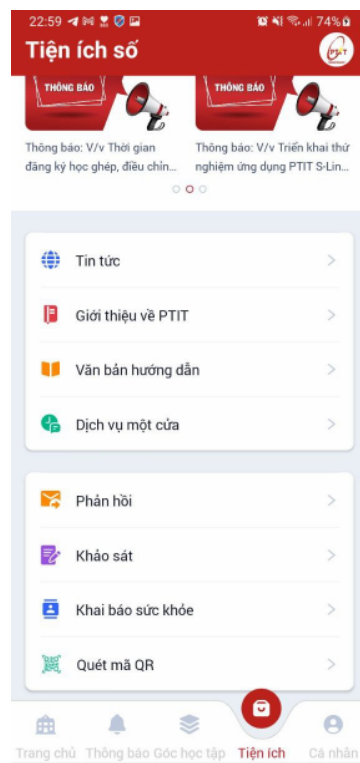 22:59 74%
Tiện ích số
PTIT
THÔNG BÁO THÔNG BÁO
Thông báo: V/v Thời gian
đăng ký học ghép, điều chỉn...
Thông báo: V/v Triển khai thử
nghiệm ứng dụng PTIT S-Lin...
Tin tức
Giới thiệu về PTIT
Văn bản hướng dẫn
Dịch vụ một cửa
Phản hồi
Khảo sát
Khai báo sức khỏe
Quét mã QR
Trang chủ Thông báo Góc học tập Tiện ích Cá nhân